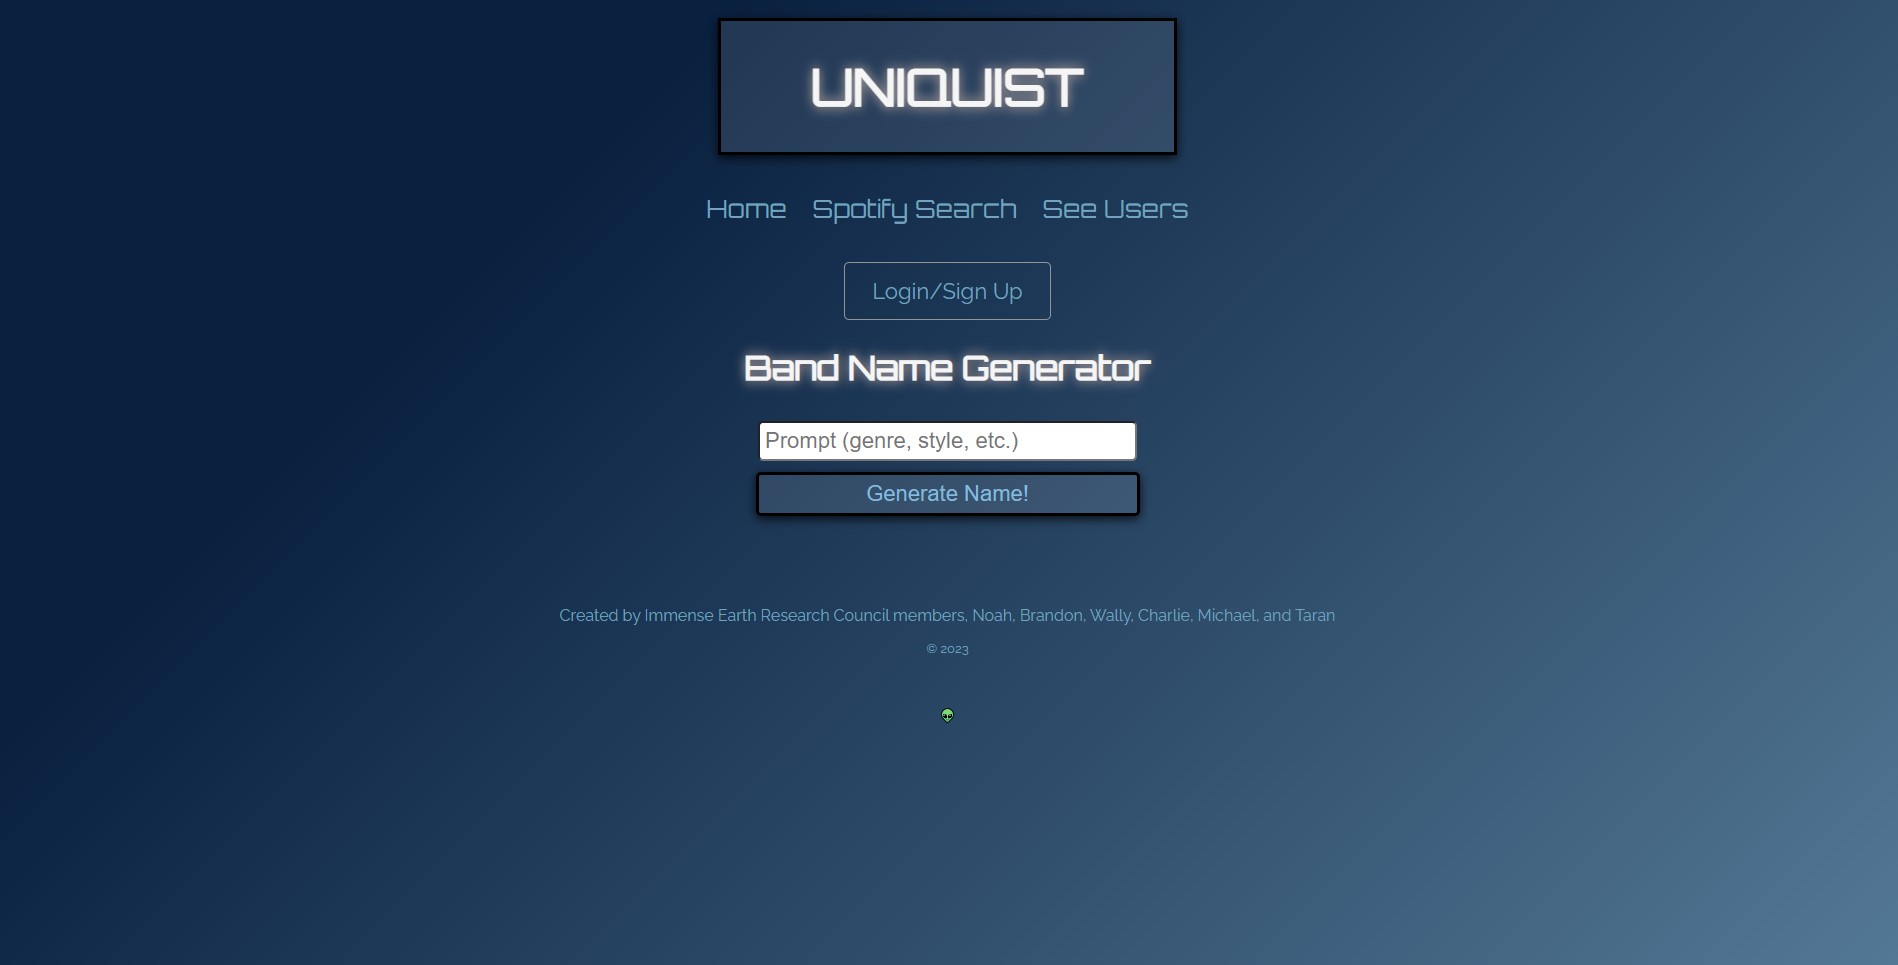 UNIQUIST
Home Spotify Search See Users
Login/Sign Up
Band Name Generator
Prompt (genre, style, etc.)
Generate Name!
Created by Immense Earth Research Council members, Noah, Brandon, Wally, Charlie, Michael, and Taran
© 2023